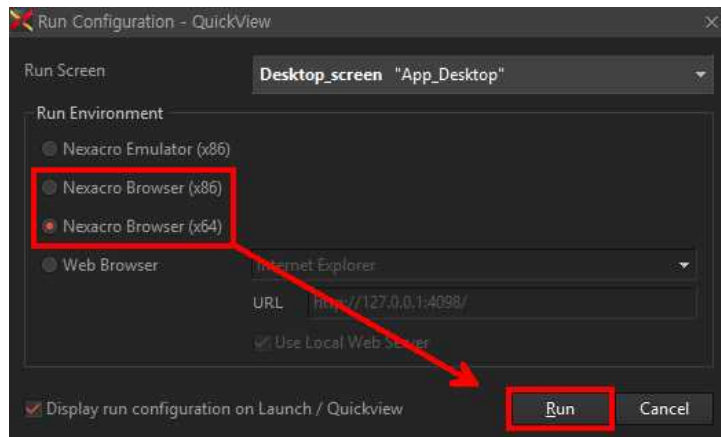 Run Configuration - QuickView
Run Screen
Desktop_screen "App_Desktop"
Run Environment
Nexacro Emulator (x86)
Nexacro Browser (x86)
Nexacro Browser (x64)
Web Browser
Internet Explorer
URL http://127.0.0.1:4098/
Use Local Web Server
Display run configuration on Launch / Quickview
Run Cancel